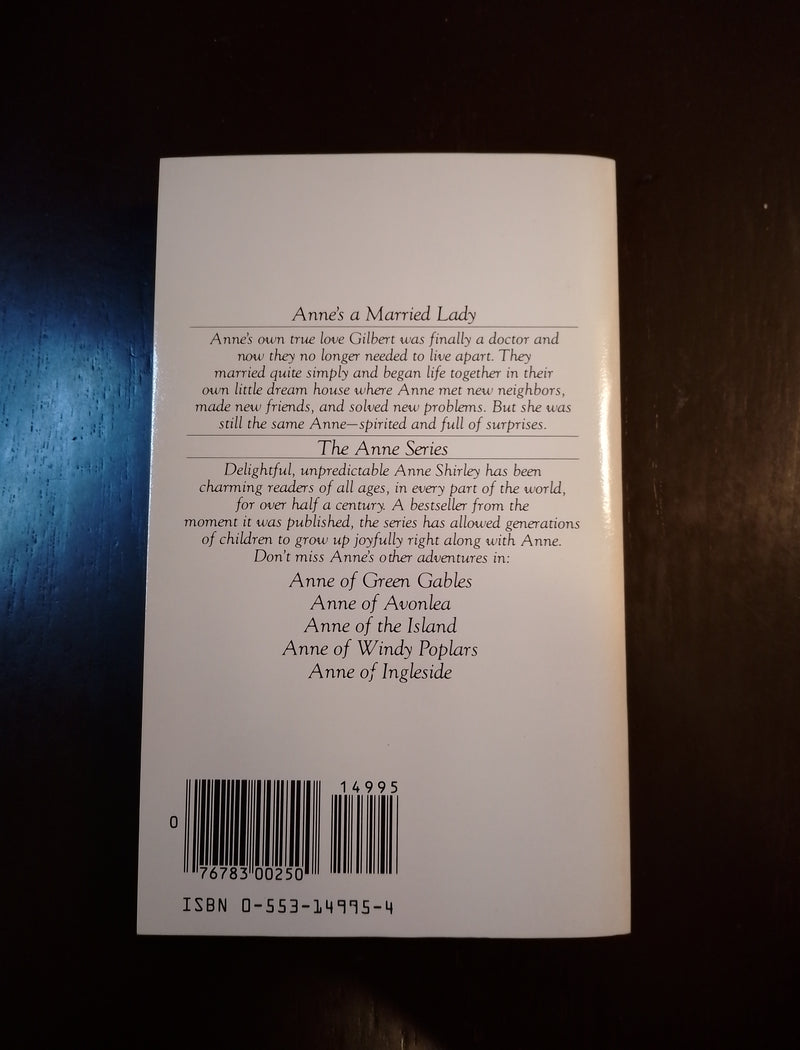 Anne's a Married Lady
Anne's own true love Gilbert was finally a doctor and
now they no longer needed to live apart. They
married quite simply and began life together in their
own little dream house where Anne met new neighbors,
made new friends, and solved new problems. But she was
still the same Anne—spirited and full of surprises.
The Anne Series
Delightful, unpredictable Anne Shirley has been
charming readers of all ages, in every part of the world,
for over half a century. A bestseller from the
moment it was published, the series has allowed generations
of children to grow up joyfully right along with Anne.
Don't miss Anne's other adventures in:
Anne of Green Gables
Anne of Avonlea
Anne of the Island
Anne of Windy Poplars
Anne of Ingleside
14995
0
76783 00250
ISBN 0-553-14995-4